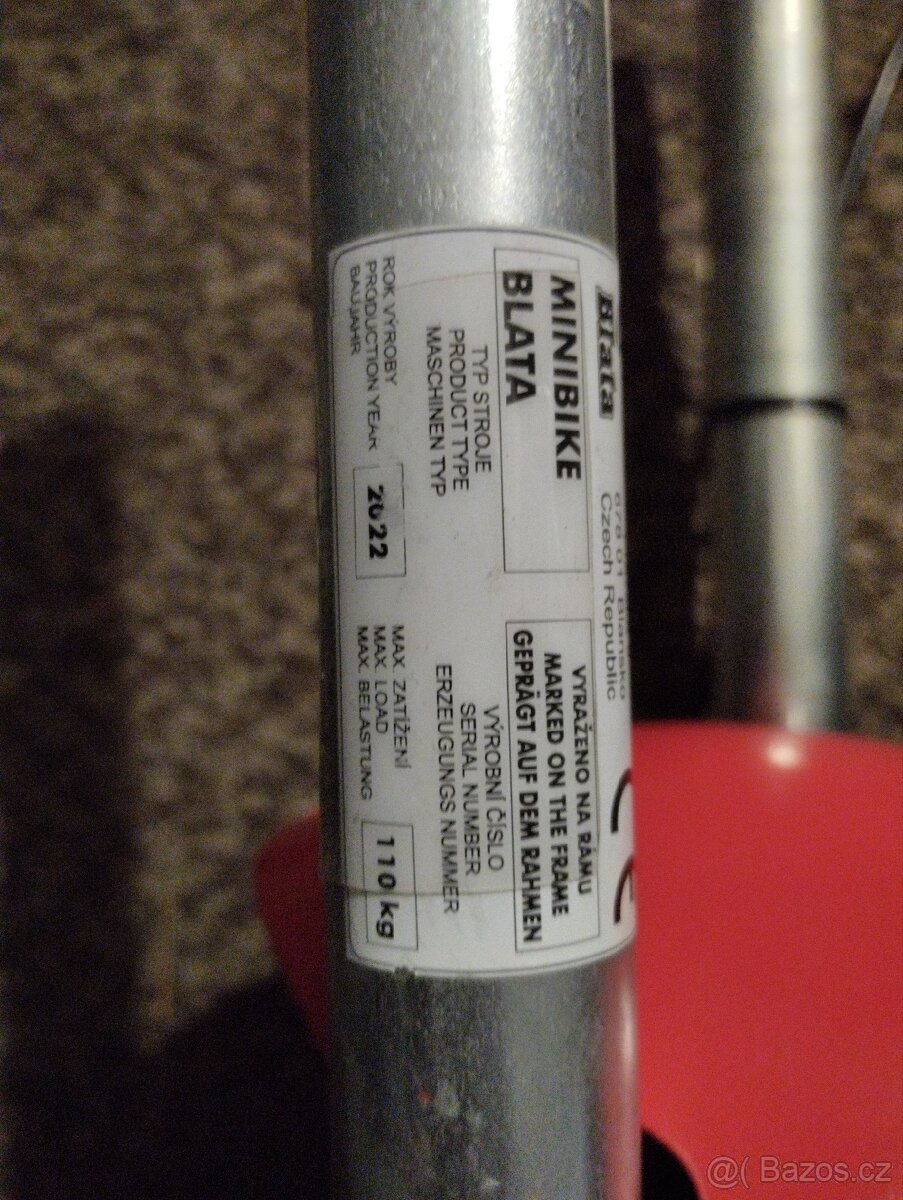 Blata
678 01 Blansko
Czech Republic
MINIBIKE
BLATA
TYP STROJE
PRODUCT TYPE
MASCHINEN TYP
VYRAŽENO NA RÁMU
MARKED ON THE FRAME
GEPRÄGT AUF DEM RAHMEN
VÝROBNÍ ČÍSLO
SERIAL NUMBER
ERZEUGUNGS NUMMER
ROK VÝROBY
PRODUCTION YEAR
BAUJAHR
2022
MAX. ZATÍŽENÍ
MAX. LOAD
MAX. BELASTUNG
110 kg
CE
@( Bazos.cz